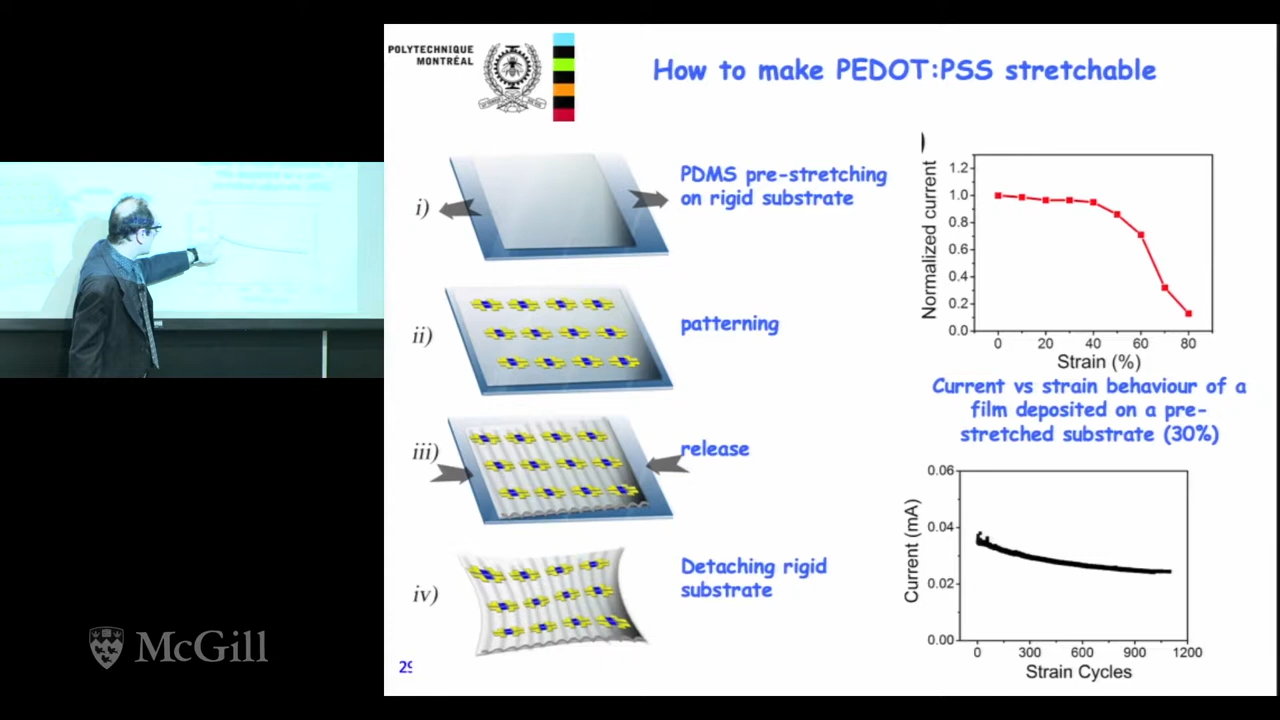 POLYTECHNIQUE
MONTRÉAL
How to make PEDOT:PSS stretchable
i)
PDMS pre-stretching
on rigid substrate
ii)
patterning
iii)
release
iv)
Detaching rigid
substrate
)
Normalized current
1.2
1.0
0.8
0.6
0.4
0.2
0.0
0 20 40 60 80
Strain (%)
Current vs strain behaviour of a
film deposited on a pre-
stretched substrate (30%)
Current (mA)
0.06
0.04
0.02
0.00
0 300 600 900 1200
Strain Cycles
McGill